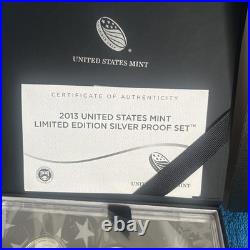 UNITED STATES MINT
CERTIFICATE OF AUTHENTICITY
2013 UNITED STATES MINT
LIMITED EDITION SILVER PROOF SET™